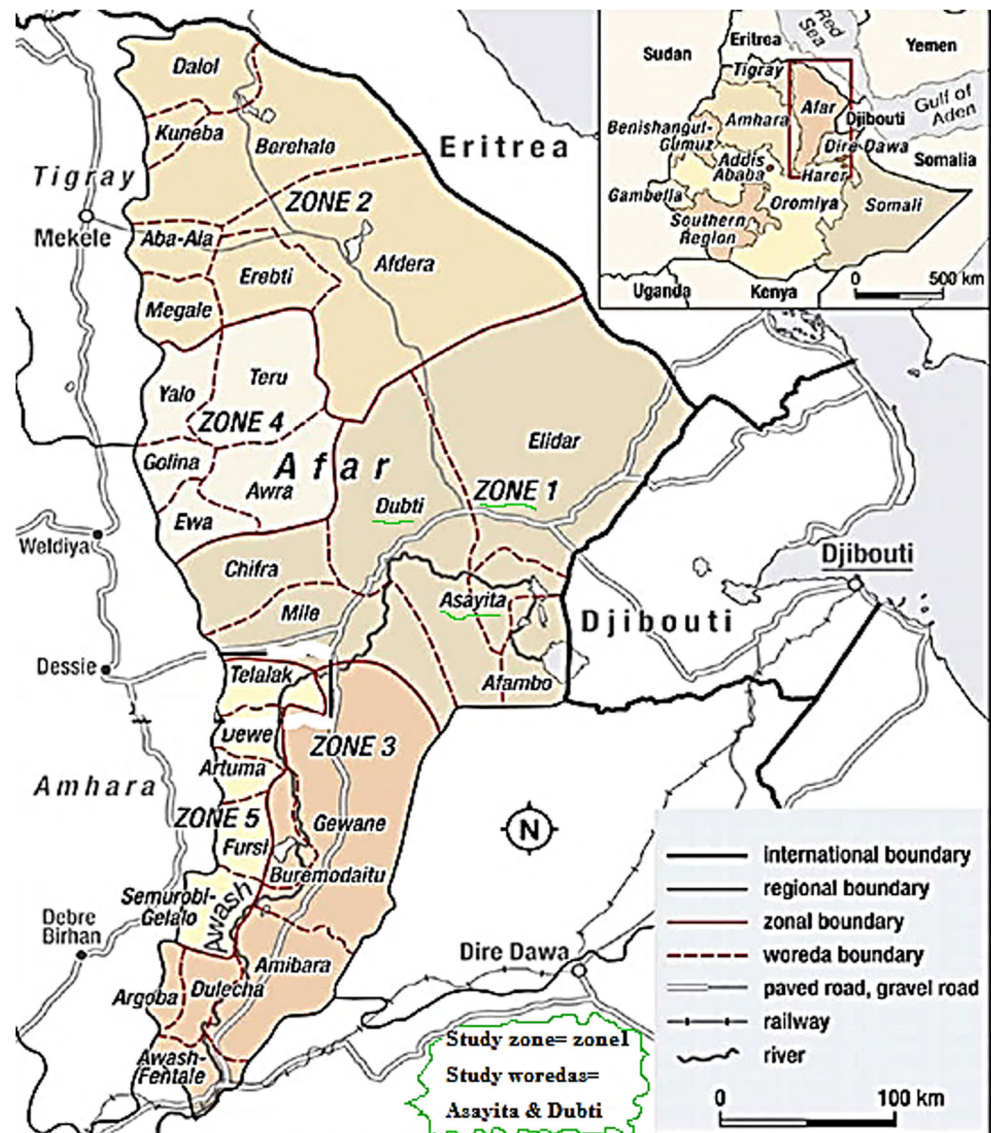 Dalol
Kuneba
Berehale
Eritrea
Tigray
ZONE 2
Mekele
Aba-Ala
Afdera
Erebti
Megale
Yalo
Teru
ZONE 4
Golina
Afar
Awra
Ewa
Elidar
ZONE 1
Dubti
Weldiya
Chifra
Mile
Asayita
Djibouti
Djibouti
Afambo
Dessie
Telalak
Dewe
ZONE 3
Artuma
Amhara
ZONE 5
Gewane
Fursi
Buremodaitu
Semurobi-
Gelalo
Awash
Debre
Birhan
Amibara
Dulecha
Argoba
Awash-
Fentale
Dire Dawa
N
Sudan
Eritrea
Red
Sea
Yemen
Tigray
Afar
Gulf of
Aden
Amhara
Djibouti
Benishangul-
Gumuz
Dire Dawa
Addis
Ababa
Harer
Somalia
Gambella
Oromiya
Somali
Southern
Region
Uganda
Kenya
0 500 km
international boundary
regional boundary
zonal boundary
woreda boundary
paved road, gravel road
railway
river
0 100 km
Study zone= zone1
Study woredas=
Asayita & Dubti